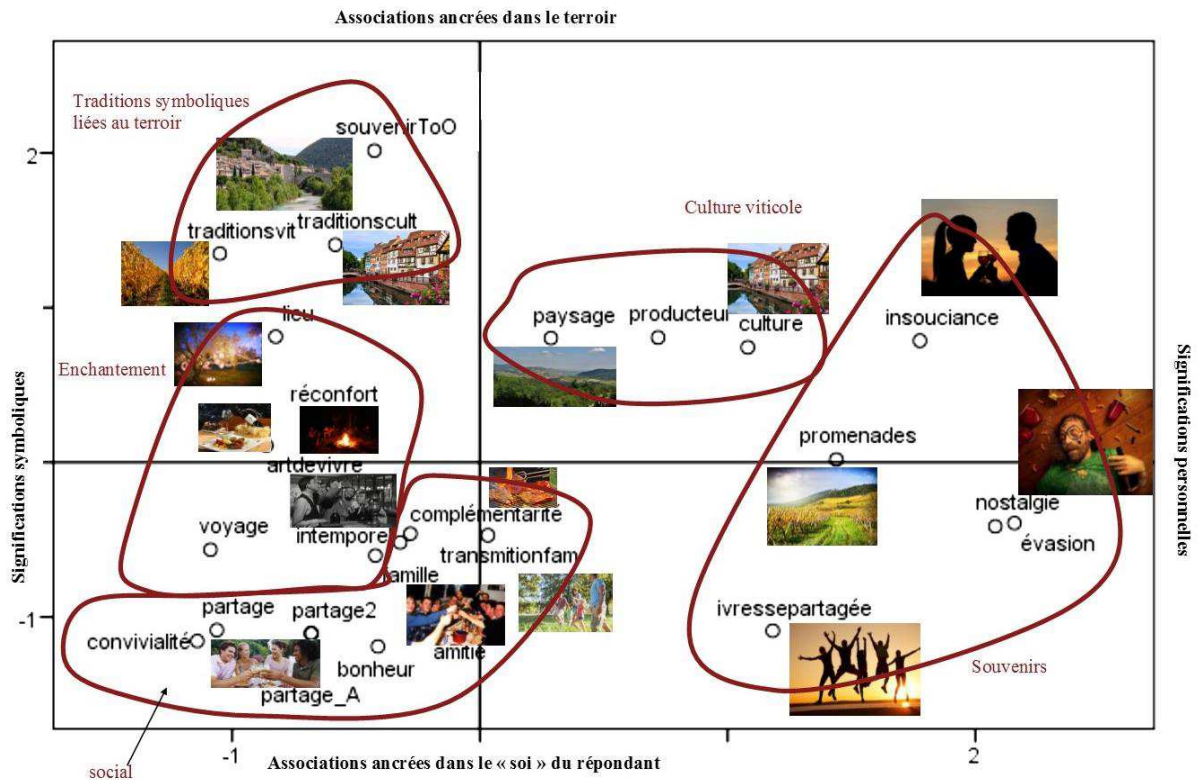 Associations ancrées dans le terroir
Traditions symboliques
liées au terroir
souvenirToO
2
traditionscult
traditionsvit
Culture viticole
lieu
paysage
producteur
culture
insouciance
Enchantement
réconfort
Significations symboliques
Significations personnelles
promenades
artdevivre
nostalgie
complémentarité
voyage
intempore
transmitionfam
évasion
famille
partage
partage2
ivressepartagée
-1
convivialité
amitié
bonheur
Souvenirs
partage_A
-1
2
Associations ancrées dans le « soi » du répondant
social